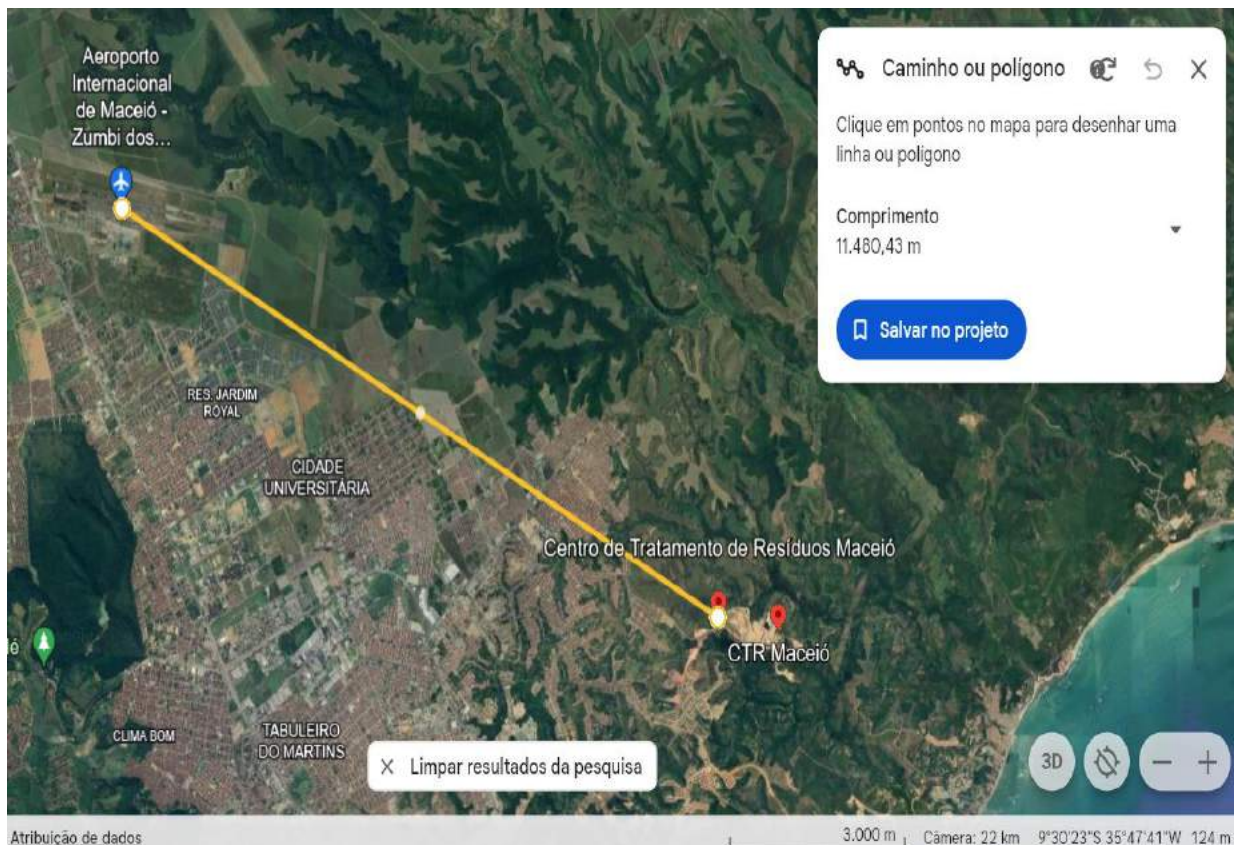 Aeroporto
Internacional
de Maceió -
Zumbi dos...
Caminho ou polígono
Clique em pontos no mapa para desenhar uma
linha ou polígono
Comprimento
11.480,43 m
Salvar no projeto
RES. JARDIM
ROYAL
CIDADE
UNIVERSITÁRIA
Centro de Tratamento de Resíduos Maceió
CTR Maceió
CLIMA BOM
TABULEIRO
DO MARTINS
Limpar resultados da pesquisa
3D
Atribuição de dados
3.000 m
Câmera: 22 km
9°30'23"S 35°47'41"W
124 m